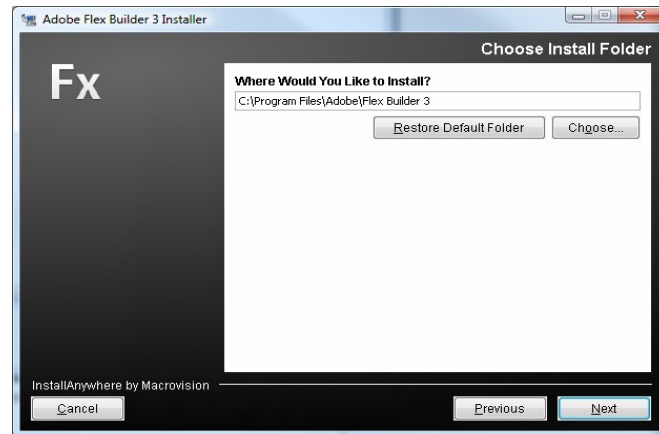 Adobe Flex Builder 3 Installer
Choose Install Folder
Fx
Where Would You Like to Install?
C:\Program Files\Adobe\Flex Builder 3
Restore Default Folder
Choose...
InstallAnywhere by Macrovision
Cancel
Previous
Next